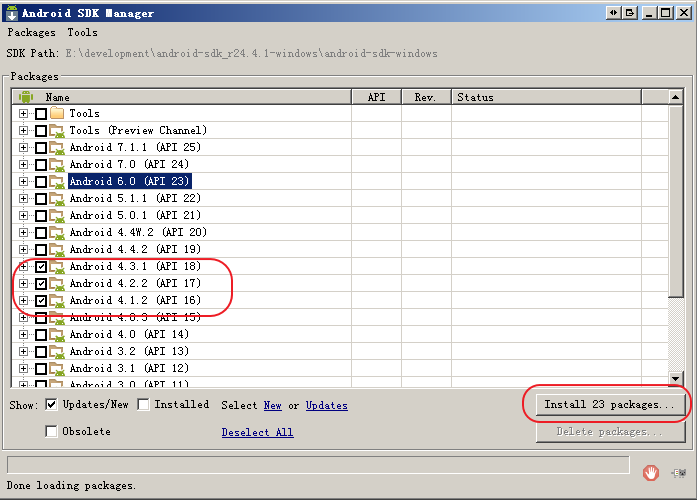 Android SDK Manager
Packages Tools
SDK Path: E:\development\android-sdk_r24.4.1-windows\android-sdk-windows
Packages
Name API Rev. Status
Tools
Tools (Preview Channel)
Android 7.1.1 (API 25)
Android 7.0 (API 24)
Android 6.0 (API 23)
Android 5.1.1 (API 22)
Android 5.0.1 (API 21)
Android 4.4W.2 (API 20)
Android 4.4.2 (API 19)
Android 4.3.1 (API 18)
Android 4.2.2 (API 17)
Android 4.1.2 (API 16)
Android 4.0.3 (API 15)
Android 4.0 (API 14)
Android 3.2 (API 13)
Android 3.1 (API 12)
Android 3.0 (API 11)
Show: Updates/New Installed Select New or Updates Install 23 packages...
Obsolete Deselect All Delete packages...
Done loading packages.